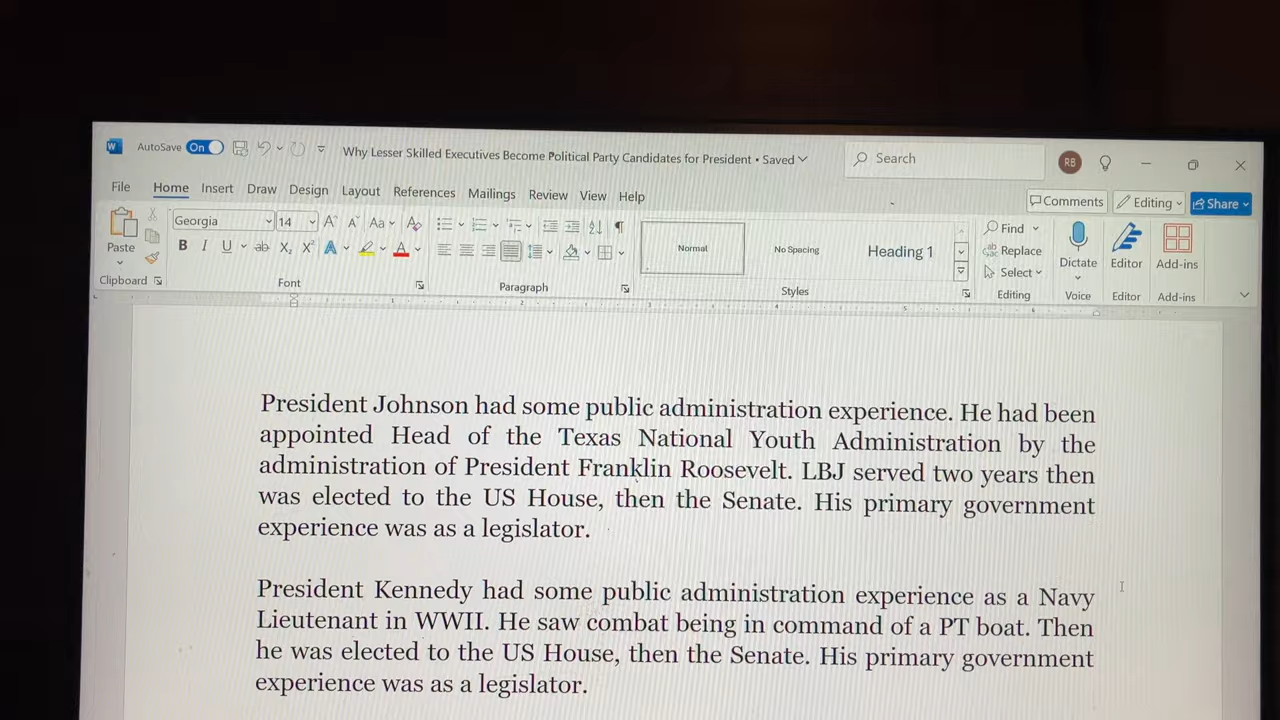 AutoSave On Why Lesser Skilled Executives Become Political Party Candidates for President • Saved Search RB
File Home Insert Draw Design Layout References Mailings Review View Help Comments Editing Share
Paste Clipboard
Georgia 14 Aa
B I U ab X₂ X² A A
Font
Paragraph
Normal No Spacing Heading 1
Styles
Find
Replace
Select
Editing
Dictate
Voice
Editor
Editor
Add-ins
Add-ins
President Johnson had some public administration experience. He had been
appointed Head of the Texas National Youth Administration by the
administration of President Franklin Roosevelt. LBJ served two years then
was elected to the US House, then the Senate. His primary government
experience was as a legislator.
President Kennedy had some public administration experience as a Navy
Lieutenant in WWII. He saw combat being in command of a PT boat. Then
he was elected to the US House, then the Senate. His primary government
experience was as a legislator.